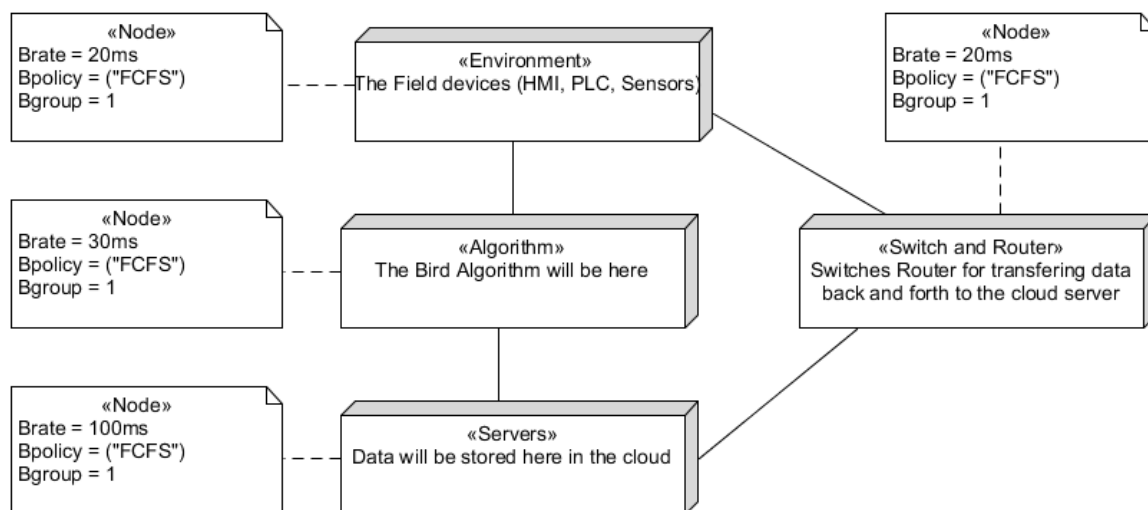 «Node»
Brate = 20ms
Bpolicy = ("FCFS")
Bgroup = 1
«Environment»
The Field devices (HMI, PLC, Sensors)
«Node»
Brate = 20ms
Bpolicy = ("FCFS")
Bgroup = 1
«Node»
Brate = 30ms
Bpolicy = ("FCFS")
Bgroup = 1
«Algorithm»
The Bird Algorithm will be here
«Switch and Router»
Switches Router for transfering data
back and forth to the cloud server
«Node»
Brate = 100ms
Bpolicy = ("FCFS")
Bgroup = 1
«Servers»
Data will be stored here in the cloud